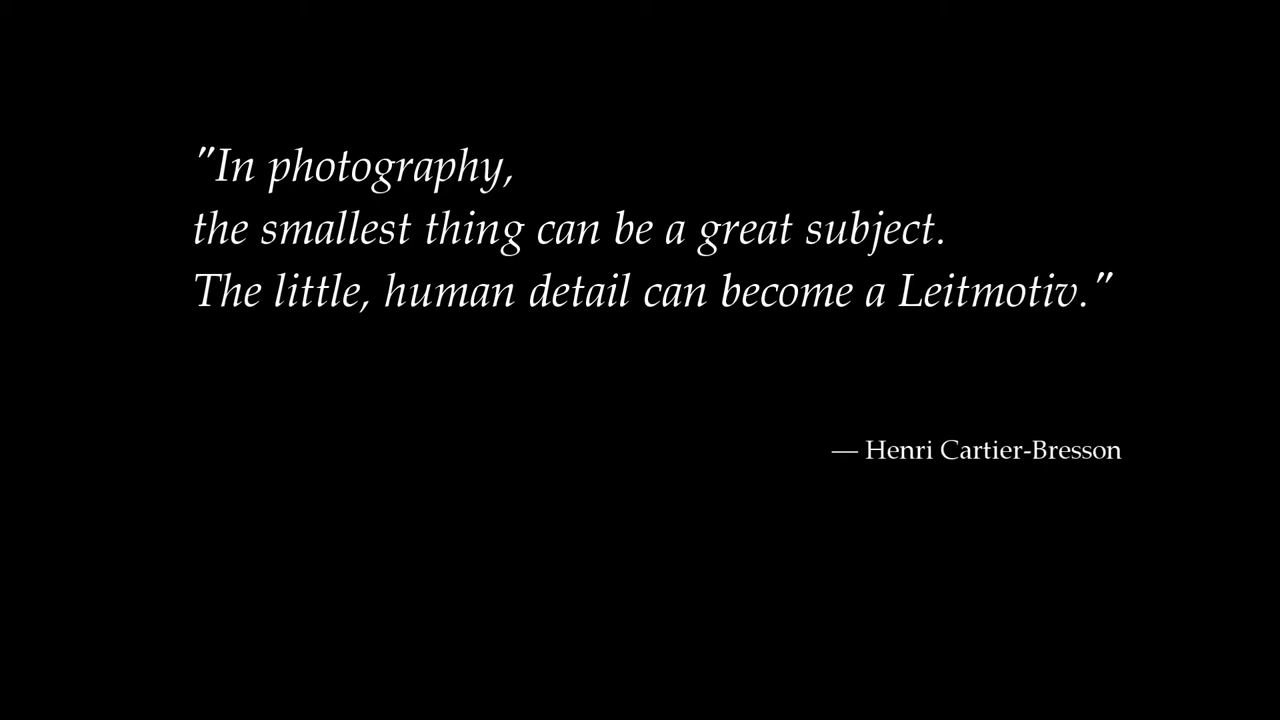 "In photography,
the smallest thing can be a great subject.
The little, human detail can become a Leitmotiv."
— Henri Cartier-Bresson